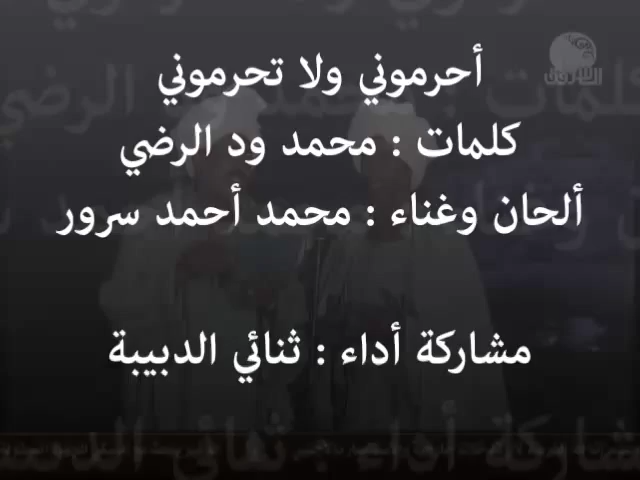 أحرموني ولا تحرموني
كلمات : محمد ود الرضي
ألحان وغناء : محمد أحمد سرور
مشاركة أداء : ثنائي الدبيبة